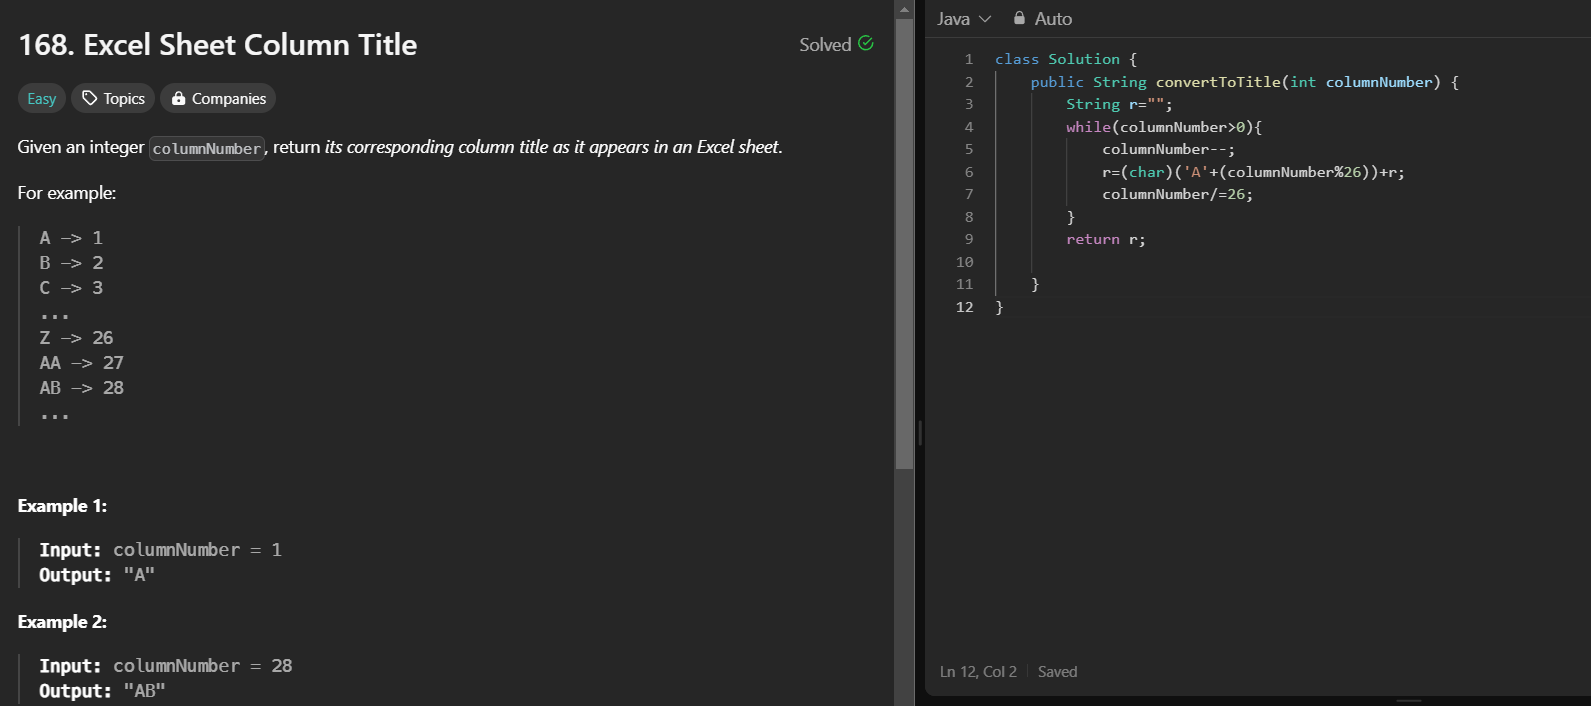 168. Excel Sheet Column Title
Solved
Easy
Topics
Companies
Given an integer columnNumber, return its corresponding column title as it appears in an Excel sheet.
For example:
A -> 1
B -> 2
C -> 3
...
Z -> 26
AA -> 27
AB -> 28
...
Example 1:
Input: columnNumber = 1
Output: "A"
Example 2:
Input: columnNumber = 28
Output: "AB"
Java
Auto
1 class Solution {
2     public String convertToTitle(int columnNumber) {
3         String r="";
4         while(columnNumber>0){
5             columnNumber--;
6             r=(char)('A'+(columnNumber%26))+r;
7             columnNumber/=26;
8         }
9         return r;
10
11     }
12 }
Ln 12, Col 2
Saved